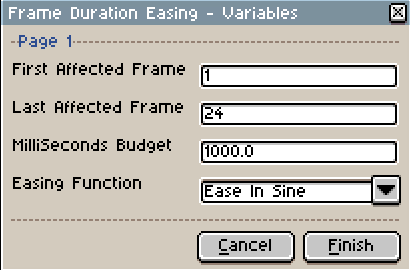 Frame Duration Easing - Variables
Page 1
First Affected Frame 1
Last Affected Frame 24
MilliSeconds Budget 1000.0
Easing Function Ease In Sine
Cancel Finish